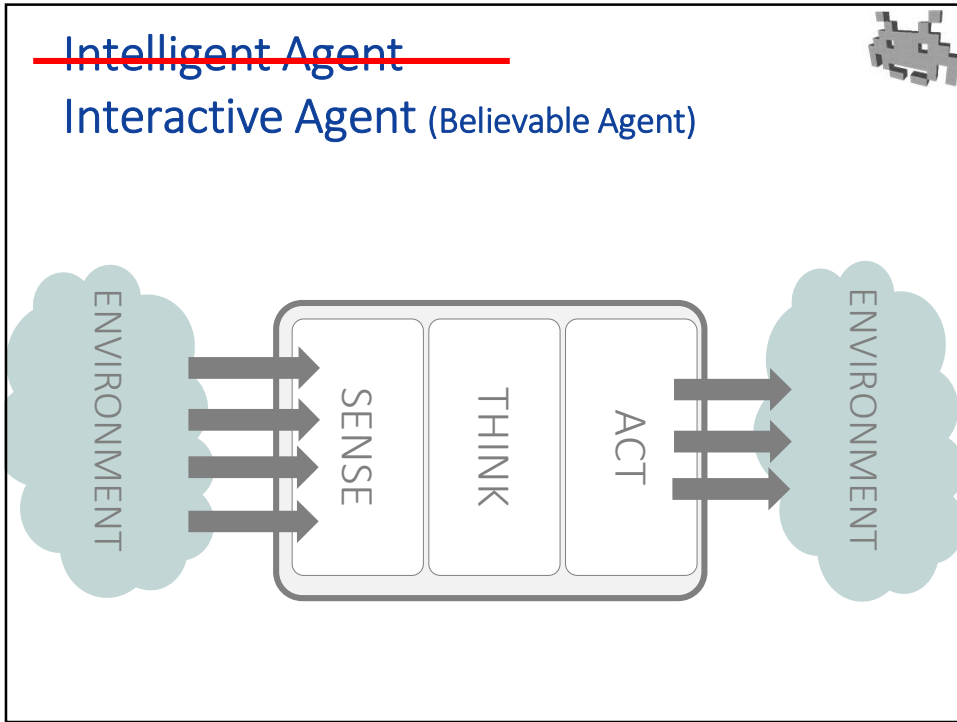 Intelligent Agent
Interactive Agent (Believable Agent)
ENVIRONMENT
SENSE
THINK
ACT
ENVIRONMENT